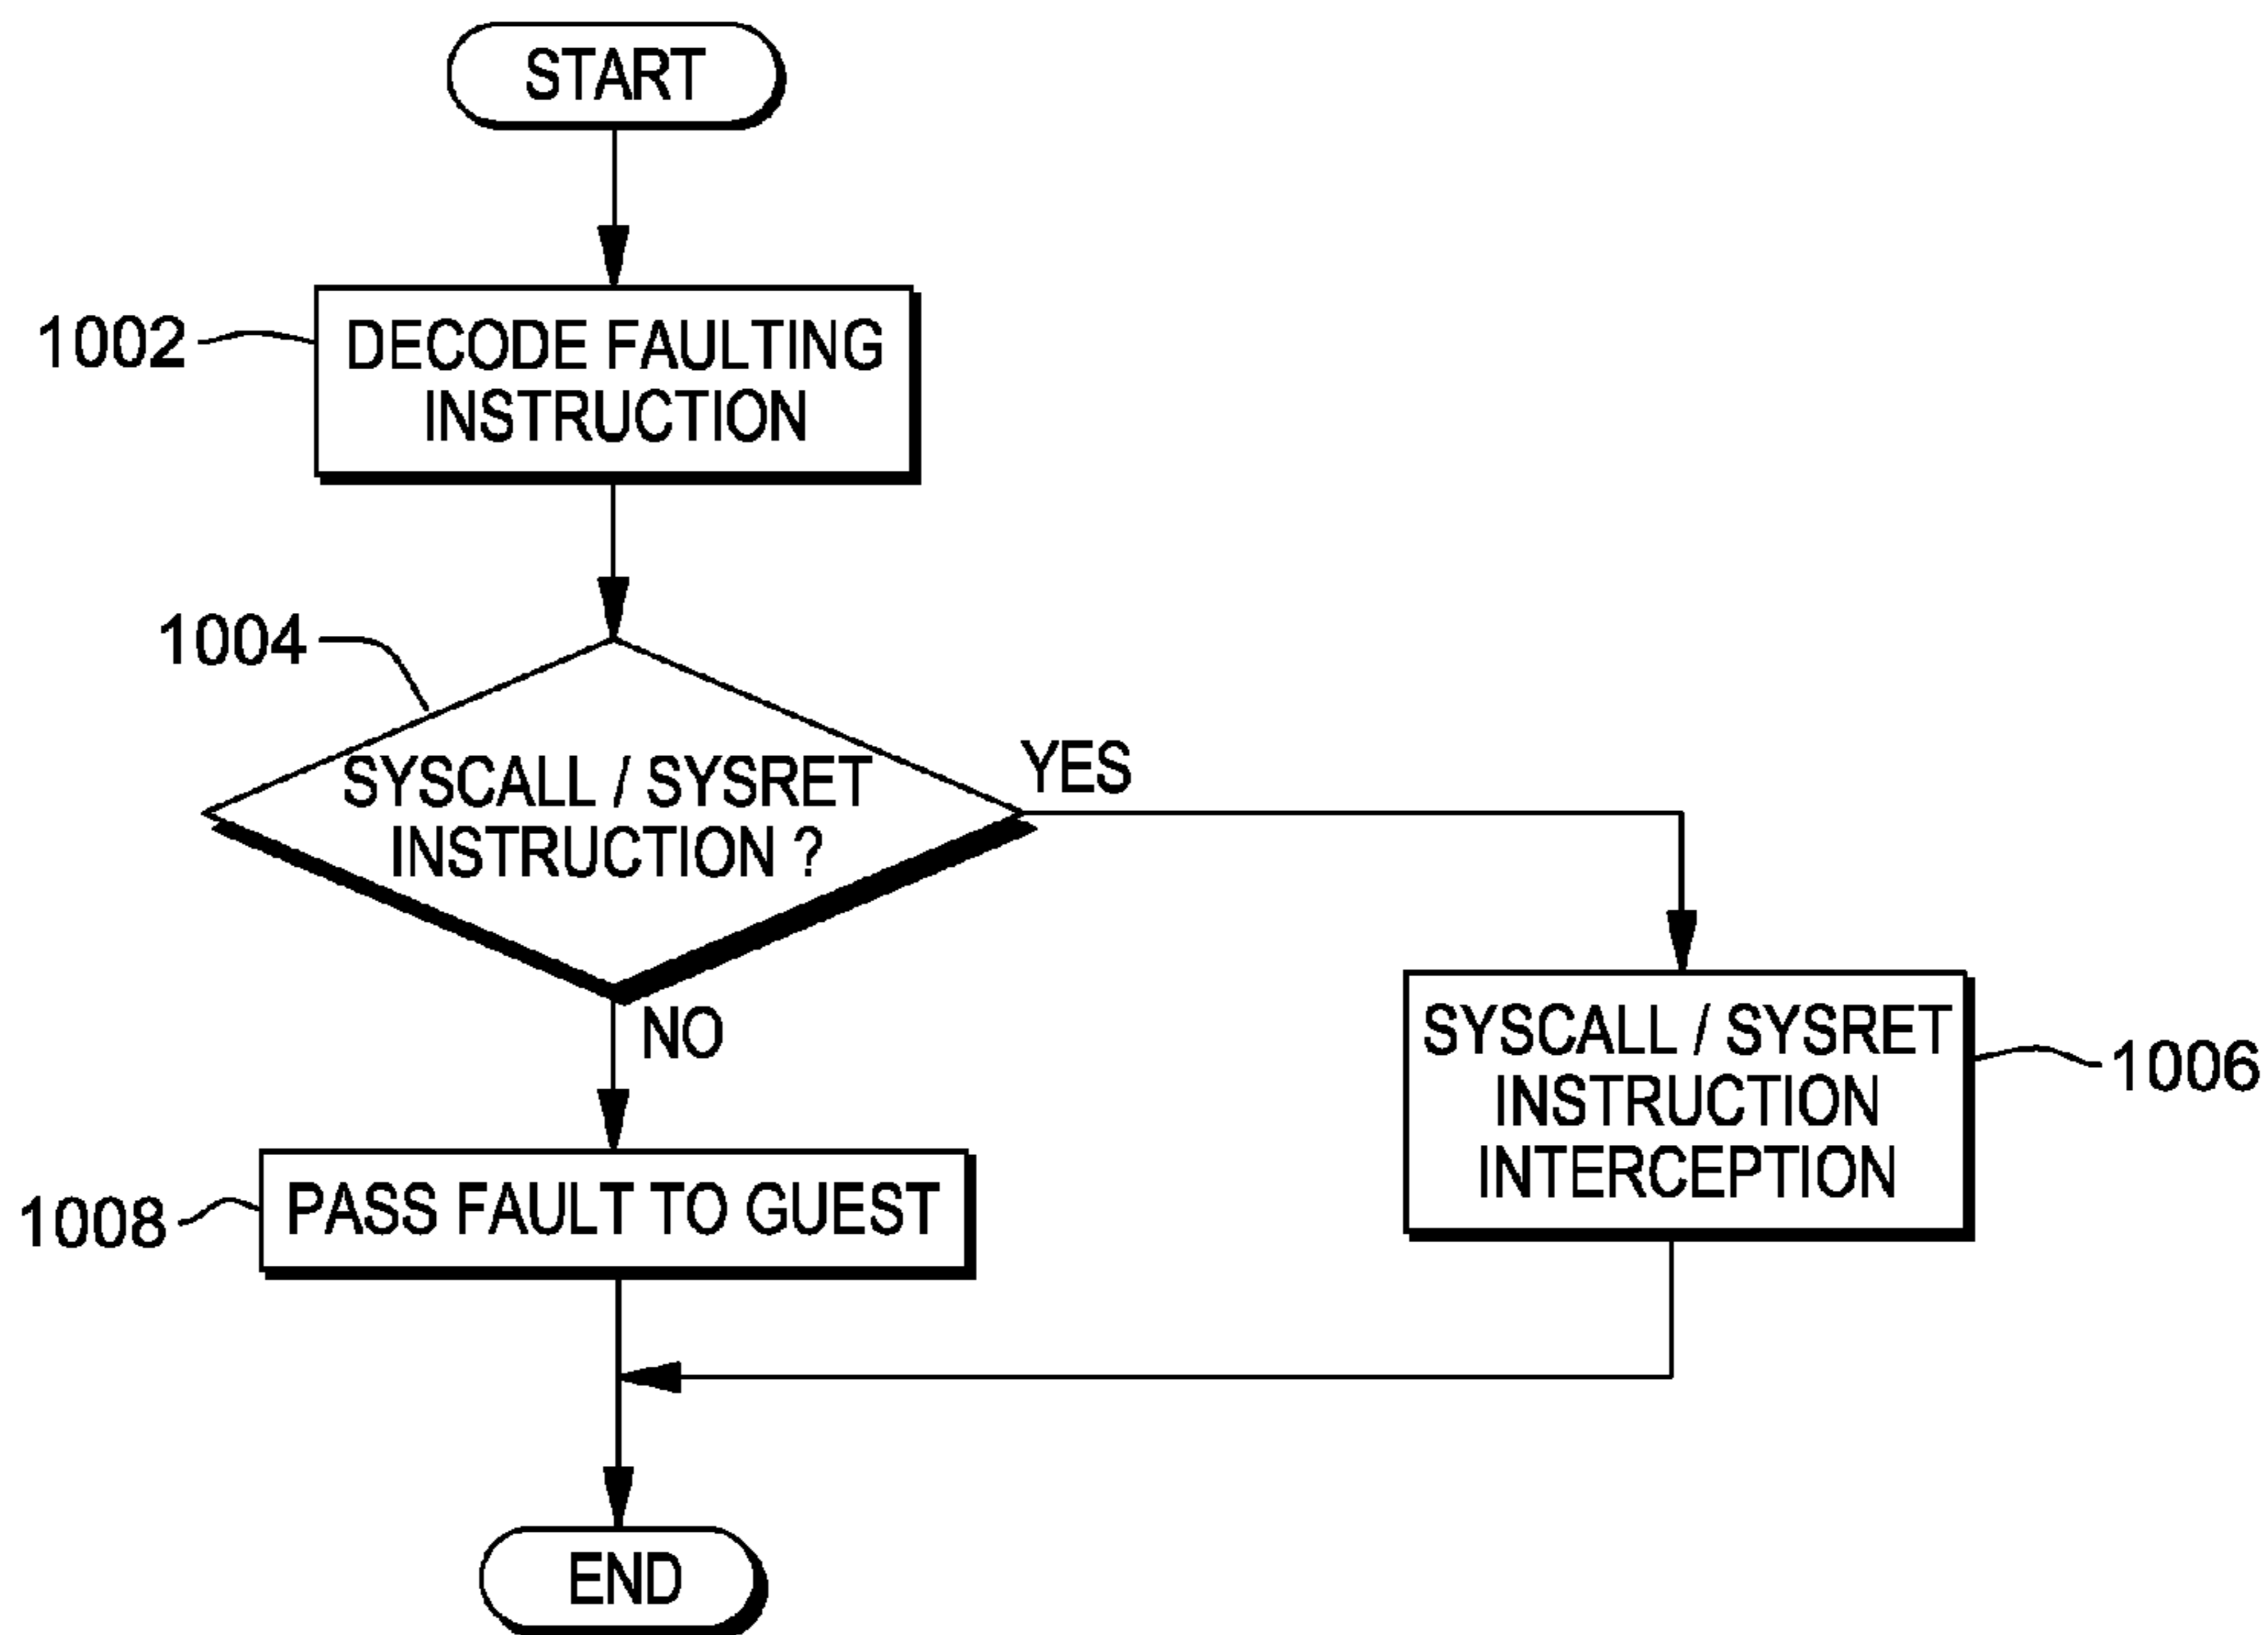 START
1002
DECODE FAULTING
INSTRUCTION
1004
SYSCALL / SYSRET
INSTRUCTION ?
YES
NO
SYSCALL / SYSRET
INSTRUCTION
INTERCEPTION
1006
1008
PASS FAULT TO GUEST
END